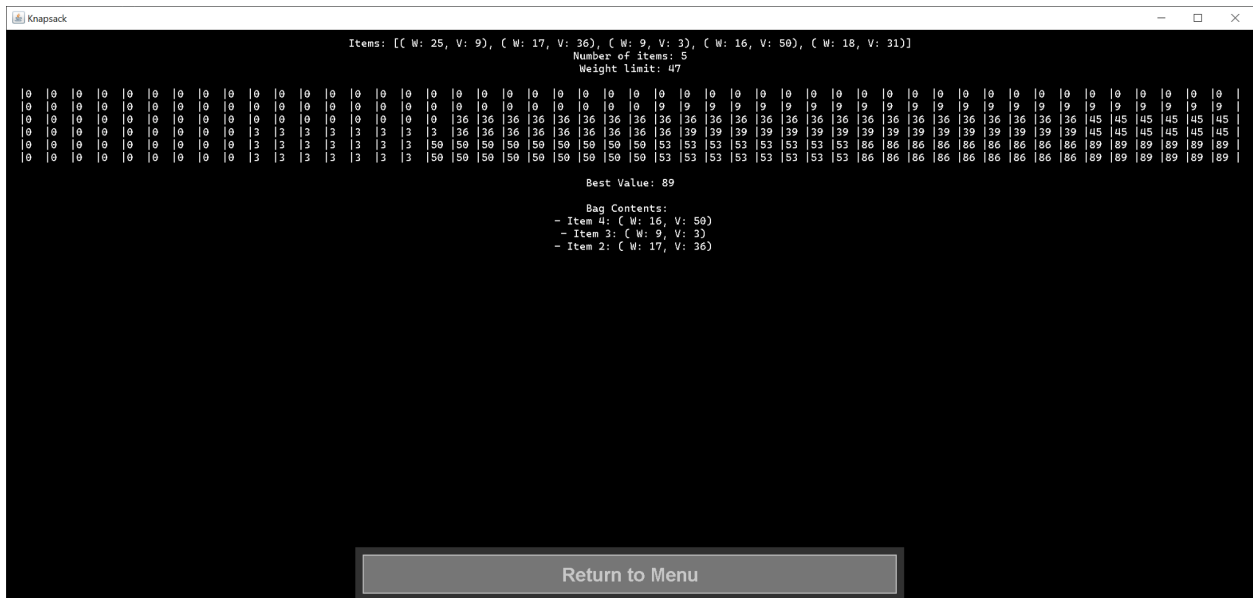 Knapsack
Items: [( W: 25, V: 9), ( W: 17, V: 36), ( W: 9, V: 3), ( W: 16, V: 50), ( W: 18, V: 31)]
Number of items: 5
Weight limit: 47
|0 |0 |0 |0 |0 |0 |0 |0 |0 |0 |0 |0 |0 |0 |0 |0 |0 |0 |0 |0 |0 |0 |0 |0 |0 |0 |0 |0 |0 |0 |0 |0 |0 |0 |0 |0 |0 |0 |0 |0 |0 |0 |0 |0 |0 |0 |0 |0 |
|0 |0 |0 |0 |0 |0 |0 |0 |0 |0 |0 |0 |0 |0 |0 |0 |0 |0 |0 |0 |0 |0 |0 |0 |0 |9 |9 |9 |9 |9 |9 |9 |9 |9 |9 |9 |9 |9 |9 |9 |9 |9 |9 |9 |9 |9 |9 |9 |
|0 |0 |0 |0 |0 |0 |0 |0 |0 |0 |0 |0 |0 |0 |0 |0 |0 |36 |36 |36 |36 |36 |36 |36 |36 |36 |36 |36 |36 |36 |36 |36 |36 |36 |36 |36 |36 |36 |36 |36 |36 |36 |45 |45 |45 |45 |45 |45 |
|0 |0 |0 |0 |0 |0 |0 |0 |0 |3 |3 |3 |3 |3 |3 |3 |3 |36 |36 |36 |36 |36 |36 |36 |36 |36 |39 |39 |39 |39 |39 |39 |39 |39 |39 |39 |39 |39 |39 |39 |39 |39 |45 |45 |45 |45 |45 |45 |
|0 |0 |0 |0 |0 |0 |0 |0 |0 |3 |3 |3 |3 |3 |3 |3 |50 |50 |50 |50 |50 |50 |50 |50 |50 |53 |53 |53 |53 |53 |53 |53 |53 |86 |86 |86 |86 |86 |86 |86 |86 |86 |89 |89 |89 |89 |89 |89 |
|0 |0 |0 |0 |0 |0 |0 |0 |0 |3 |3 |3 |3 |3 |3 |3 |50 |50 |50 |50 |50 |50 |50 |50 |50 |53 |53 |53 |53 |53 |53 |53 |53 |86 |86 |86 |86 |86 |86 |86 |86 |86 |89 |89 |89 |89 |89 |89 |
Best Value: 89
Bag Contents:
- Item 4: ( W: 16, V: 50)
- Item 3: ( W: 9, V: 3)
- Item 2: ( W: 17, V: 36)
Return to Menu